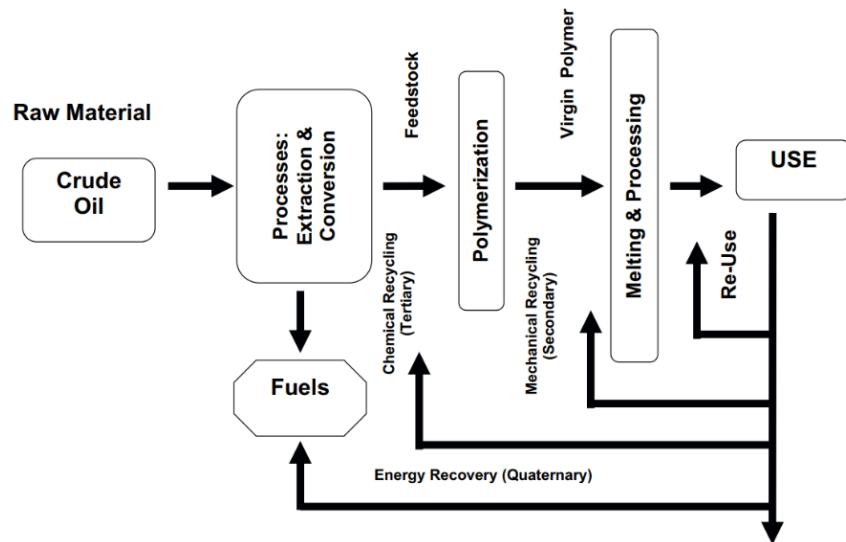 Raw Material
Crude
Oil
Processes:
Extraction &
Conversion
Feedstock
Polymerization
Virgin Polymer
Melting & Processing
USE
Re-Use
Mechanical Recycling
(Secondary)
Chemical Recycling
(Tertiary)
Fuels
Energy Recovery (Quaternary)